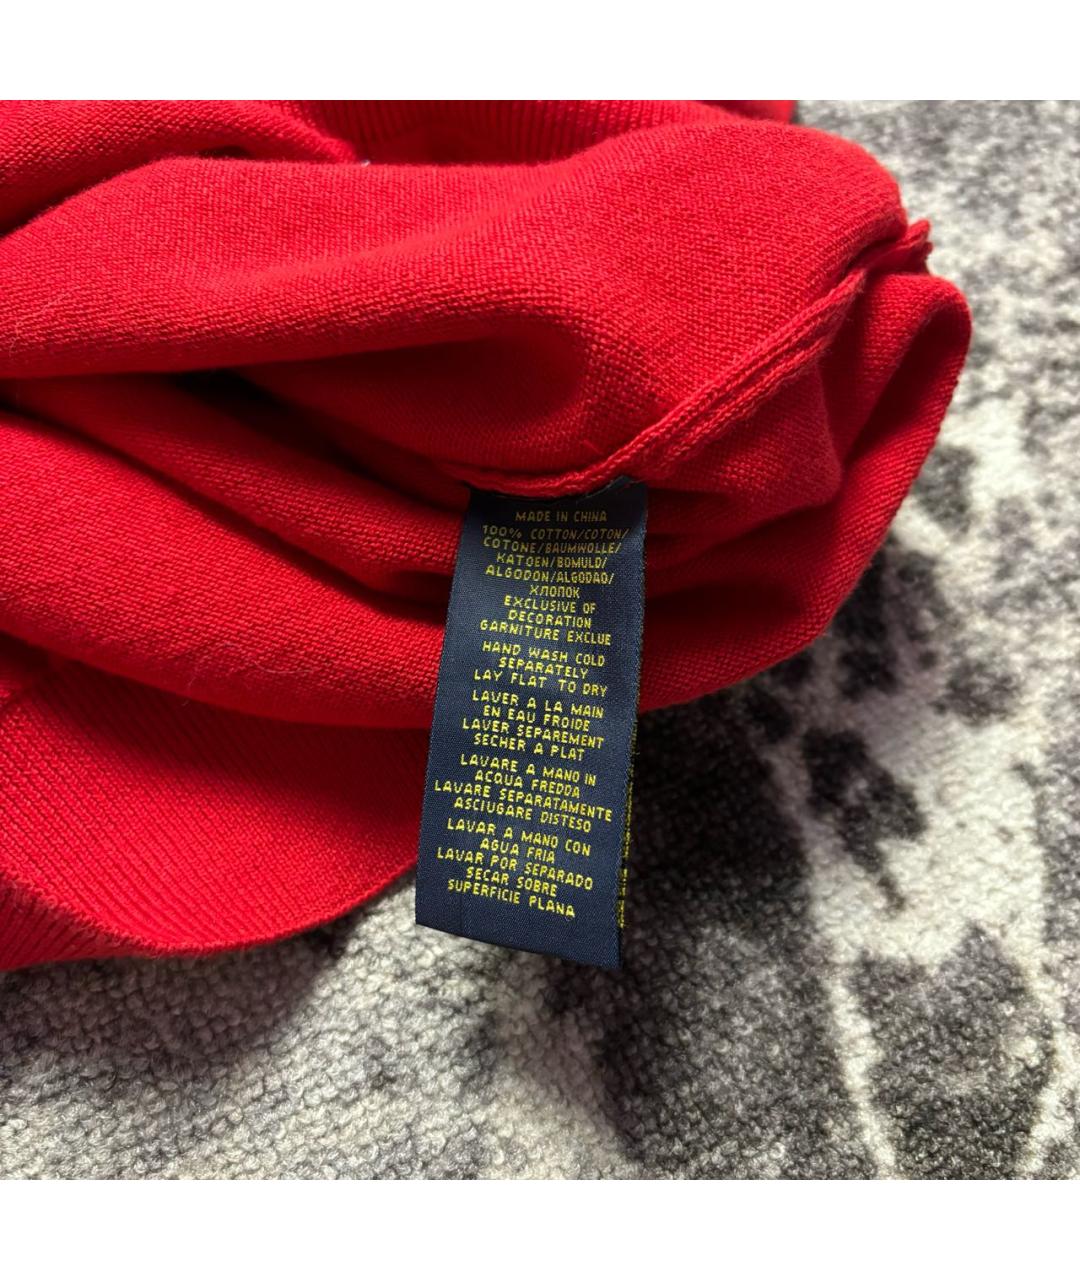 MADE IN CHINA
100% COTTON/COTON/
COTONE/BAUMWOLLE/
KATOEN/BOMULD/
ALGODON/ALGODAO/
ХЛОПОК
EXCLUSIVE OF
DECORATION
GARNITURE EXCLUE
HAND WASH COLD
SEPARATELY
LAY FLAT TO DRY
LAVER A LA MAIN
EN EAU FROIDE
LAVER SEPAREMENT
SECHER A PLAT
LAVARE A MANO IN
ACQUA FREDDA
LAVARE SEPARATAMENTE
ASCIUGARE DISTESO
LAVAR A MANO CON
AGUA FRIA
LAVAR POR SEPARADO
SECAR SOBRE
SUPERFICIE PLANA